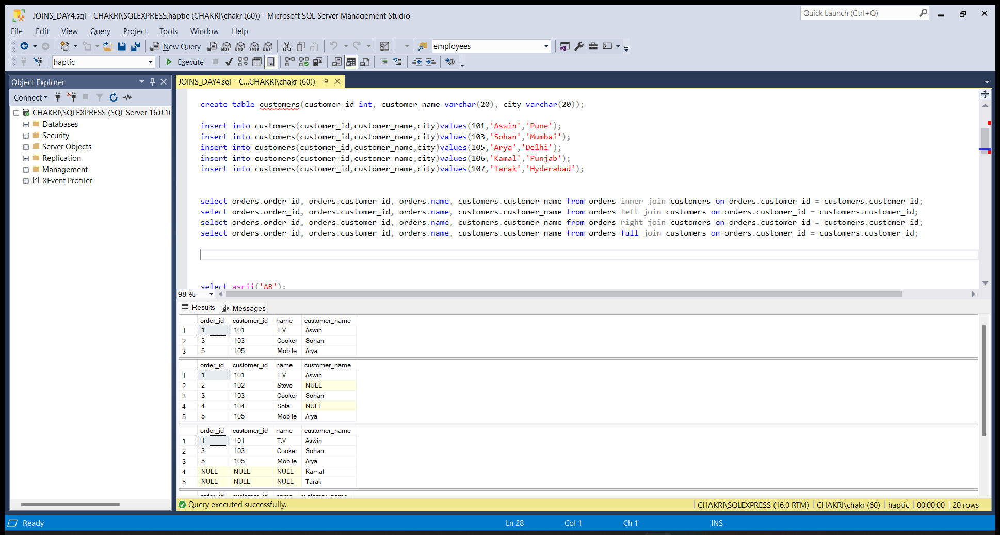 JOINS_DAY4.sql - CHAKRI\SQLEXPRESS.haptic (CHAKRI\chakr (60)) - Microsoft SQL Server Management Studio
Quick Launch (Ctrl+Q)
File Edit View Query Project Tools Window Help
New Query MDX DMX XMLA DAX employees
haptic Execute
Object Explorer
Connect
CHAKRI\SQLEXPRESS (SQL Server 16.0.10
Databases
Security
Server Objects
Replication
Management
XEvent Profiler
JOINS_DAY4.sql - C...CHAKRI\chakr (60))
create table customers(customer_id int, customer_name varchar(20), city varchar(20));
insert into customers(customer_id,customer_name,city)values(101,'Aswin','Pune');
insert into customers(customer_id,customer_name,city)values(103,'Sohan','Mumbai');
insert into customers(customer_id,customer_name,city)values(105,'Arya','Delhi');
insert into customers(customer_id,customer_name,city)values(106,'Kamal','Punjab');
insert into customers(customer_id,customer_name,city)values(107,'Tarak','Hyderabad');
select orders.order_id, orders.customer_id, orders.name, customers.customer_name from orders inner join customers on orders.customer_id = customers.customer_id;
select orders.order_id, orders.customer_id, orders.name, customers.customer_name from orders left join customers on orders.customer_id = customers.customer_id;
select orders.order_id, orders.customer_id, orders.name, customers.customer_name from orders right join customers on orders.customer_id = customers.customer_id;
select orders.order_id, orders.customer_id, orders.name, customers.customer_name from orders full join customers on orders.customer_id = customers.customer_id;
select ascii('AB');
98 %
Results Messages
order_id customer_id name customer_name
1 1 101 T.V Aswin
2 3 103 Cooker Sohan
3 5 105 Mobile Arya
order_id customer_id name customer_name
1 1 101 T.V Aswin
2 2 102 Stove NULL
3 3 103 Cooker Sohan
4 4 104 Sofa NULL
5 5 105 Mobile Arya
order_id customer_id name customer_name
1 1 101 T.V Aswin
2 3 103 Cooker Sohan
3 5 105 Mobile Arya
4 NULL NULL NULL Kamal
5 NULL NULL NULL Tarak
order_id customer_id name customer_name
Query executed successfully. CHAKRI\SQLEXPRESS (16.0 RTM) CHAKRI\chakr (60) haptic 00:00:00 20 rows
Ready Ln 28 Col 1 Ch 1 INS